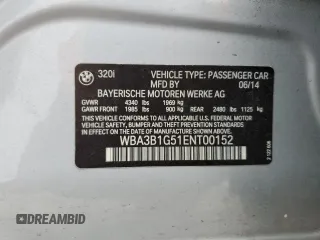 320i
VEHICLE TYPE: PASSENGER CAR
MFD BY 06/14
BAYERISCHE MOTOREN WERKE AG
GVWR 4340 lbs 1969 kg
GAWR FRONT 1985 lbs 900 kg REAR 2480 lbs 1125 kg
THIS VEHICLE CONFORMS TO ALL APPLICABLE
U.S. FEDERAL MOTOR VEHICLE SAFETY, BUMPER,
AND THEFT PREVENTION STANDARDS IN EFFECT
ON THE DATE OF MANUFACTURE SHOWN ABOVE.
WBA3B1G51ENT00152
DREAMBID